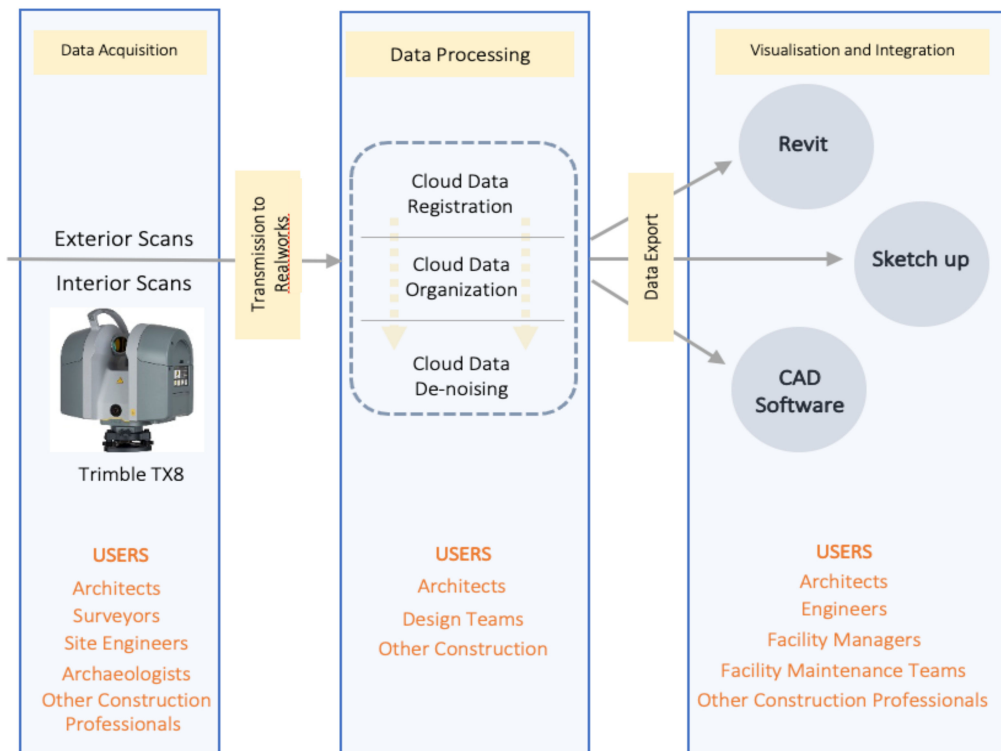 Data Acquisition
Exterior Scans
Interior Scans
Trimble TX8
USERS
Architects
Surveyors
Site Engineers
Archaeologists
Other Construction
Professionals
Transmission to
Realworks
Data Processing
Cloud Data
Registration
Cloud Data
Organization
Cloud Data
De-noising
USERS
Architects
Design Teams
Other Construction
Data Export
Visualisation and Integration
Revit
Sketch up
CAD
Software
USERS
Architects
Engineers
Facility Managers
Facility Maintenance Teams
Other Construction Professionals